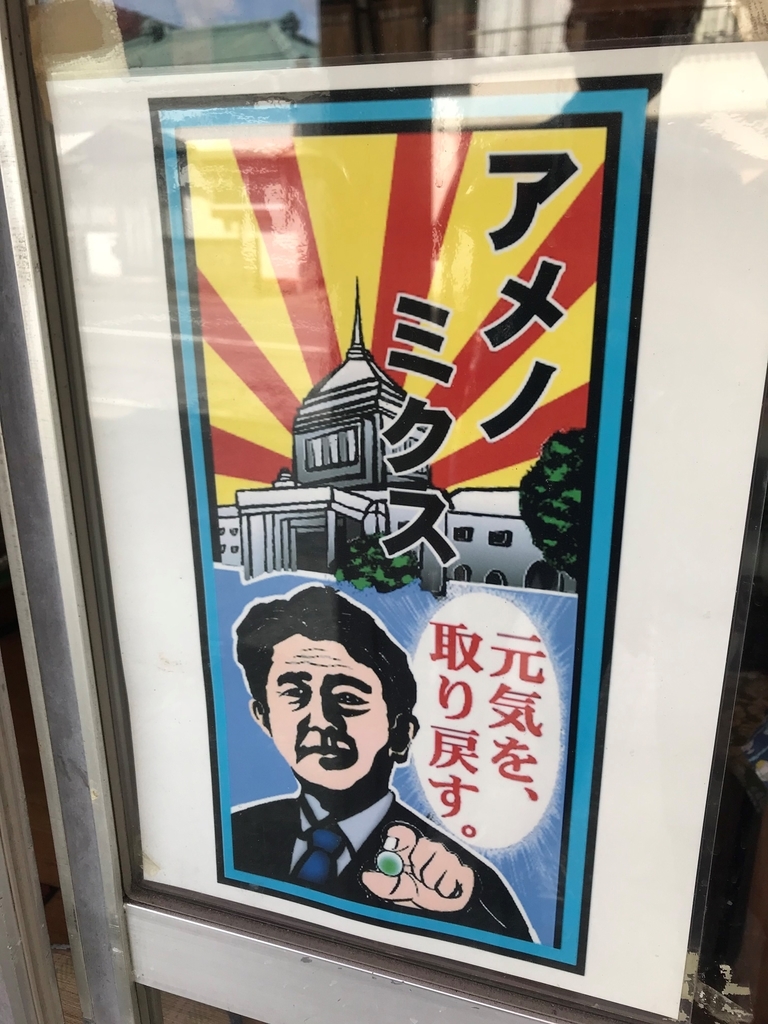 アメノ
ミクス
元気を、
取り戻す。